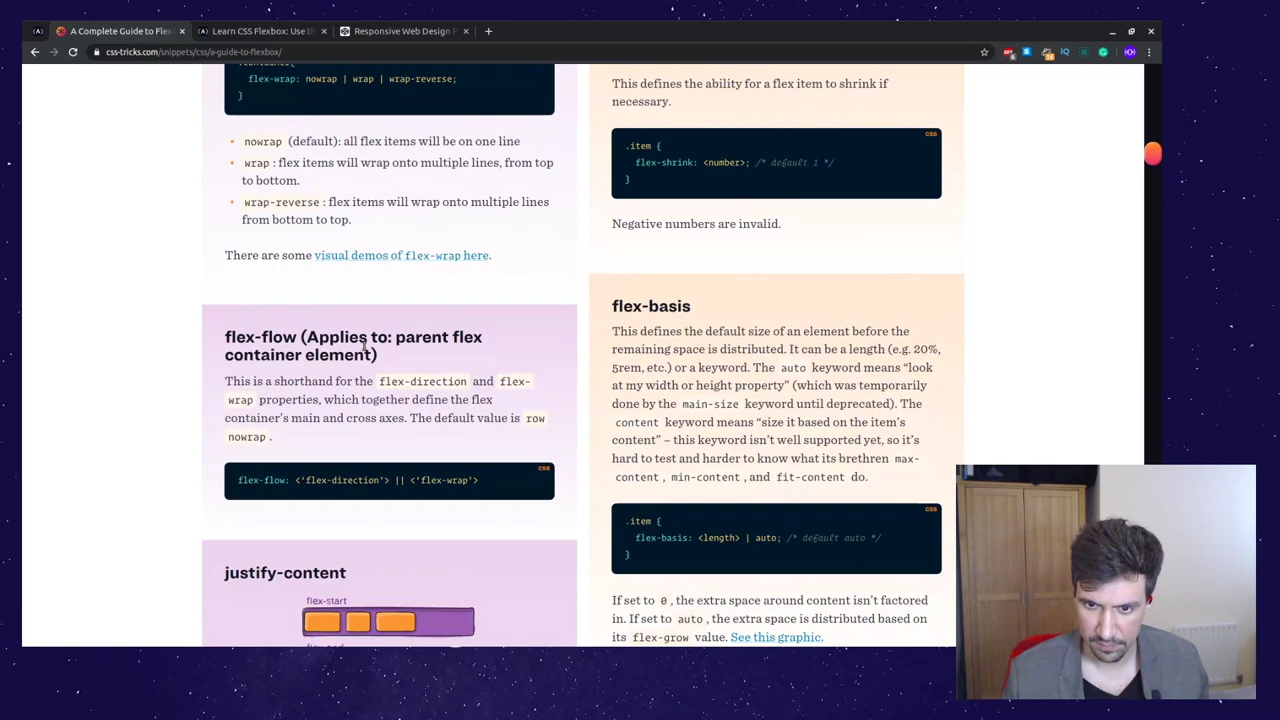 A Complete Guide to Flex
Learn CSS Flexbox: Use th
Responsive Web Design P
css-tricks.com/snippets/css/a-guide-to-flexbox/
flex-wrap: nowrap | wrap | wrap-reverse;
}
nowrap (default): all flex items will be on one line
wrap : flex items will wrap onto multiple lines, from top
to bottom.
wrap-reverse : flex items will wrap onto multiple lines
from bottom to top.
There are some visual demos of flex-wrap here.
flex-flow (Applies to: parent flex
container element)
This is a shorthand for the flex-direction and flex-
wrap properties, which together define the flex
container's main and cross axes. The default value is row
nowrap .
css
flex-flow: <'flex-direction'> || <'flex-wrap'>
justify-content
flex-start
This defines the ability for a flex item to shrink if
necessary.
css
.item {
flex-shrink: <number>; /* default 1 */
}
Negative numbers are invalid.
flex-basis
This defines the default size of an element before the
remaining space is distributed. It can be a length (e.g. 20%,
5rem, etc.) or a keyword. The auto keyword means “look
at my width or height property” (which was temporarily
done by the main-size keyword until deprecated). The
content keyword means “size it based on the item's
content” – this keyword isn't well supported yet, so it's
hard to test and harder to know what its brethren max-
content , min-content , and fit-content do.
css
.item {
flex-basis: <length> | auto; /* default auto */
}
If set to 0 , the extra space around content isn't factored
in. If set to auto , the extra space is distributed based on
its flex-grow value. See this graphic.